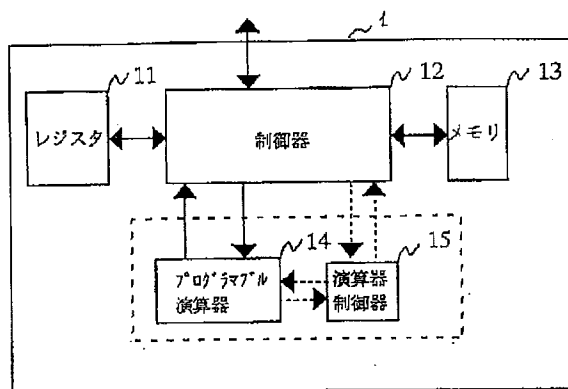 1
11
12
13
レジスタ
制御器
メモリ
14
15
プログラマブル
演算器
演算器
制御器